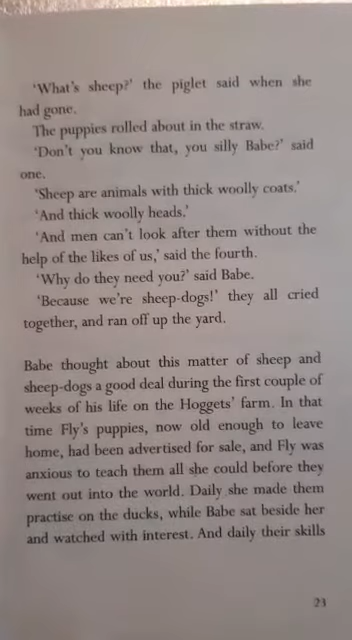 ‘What’s sheep?’ the piglet said when she
had gone.
The puppies rolled about in the straw.
‘Don’t you know that, you silly Babe?’ said
one.
‘Sheep are animals with thick woolly coats.’
‘And thick woolly heads.’
‘And men can’t look after them without the
help of the likes of us,’ said the fourth.
‘Why do they need you?’ said Babe.
‘Because we’re sheep-dogs!’ they all cried
together, and ran off up the yard.
Babe thought about this matter of sheep and
sheep-dogs a good deal during the first couple of
weeks of his life on the Hoggets’ farm. In that
time Fly’s puppies, now old enough to leave
home, had been advertised for sale, and Fly was
anxious to teach them all she could before they
went out into the world. Daily she made them
practise on the ducks, while Babe sat beside her
and watched with interest. And daily their skills
23